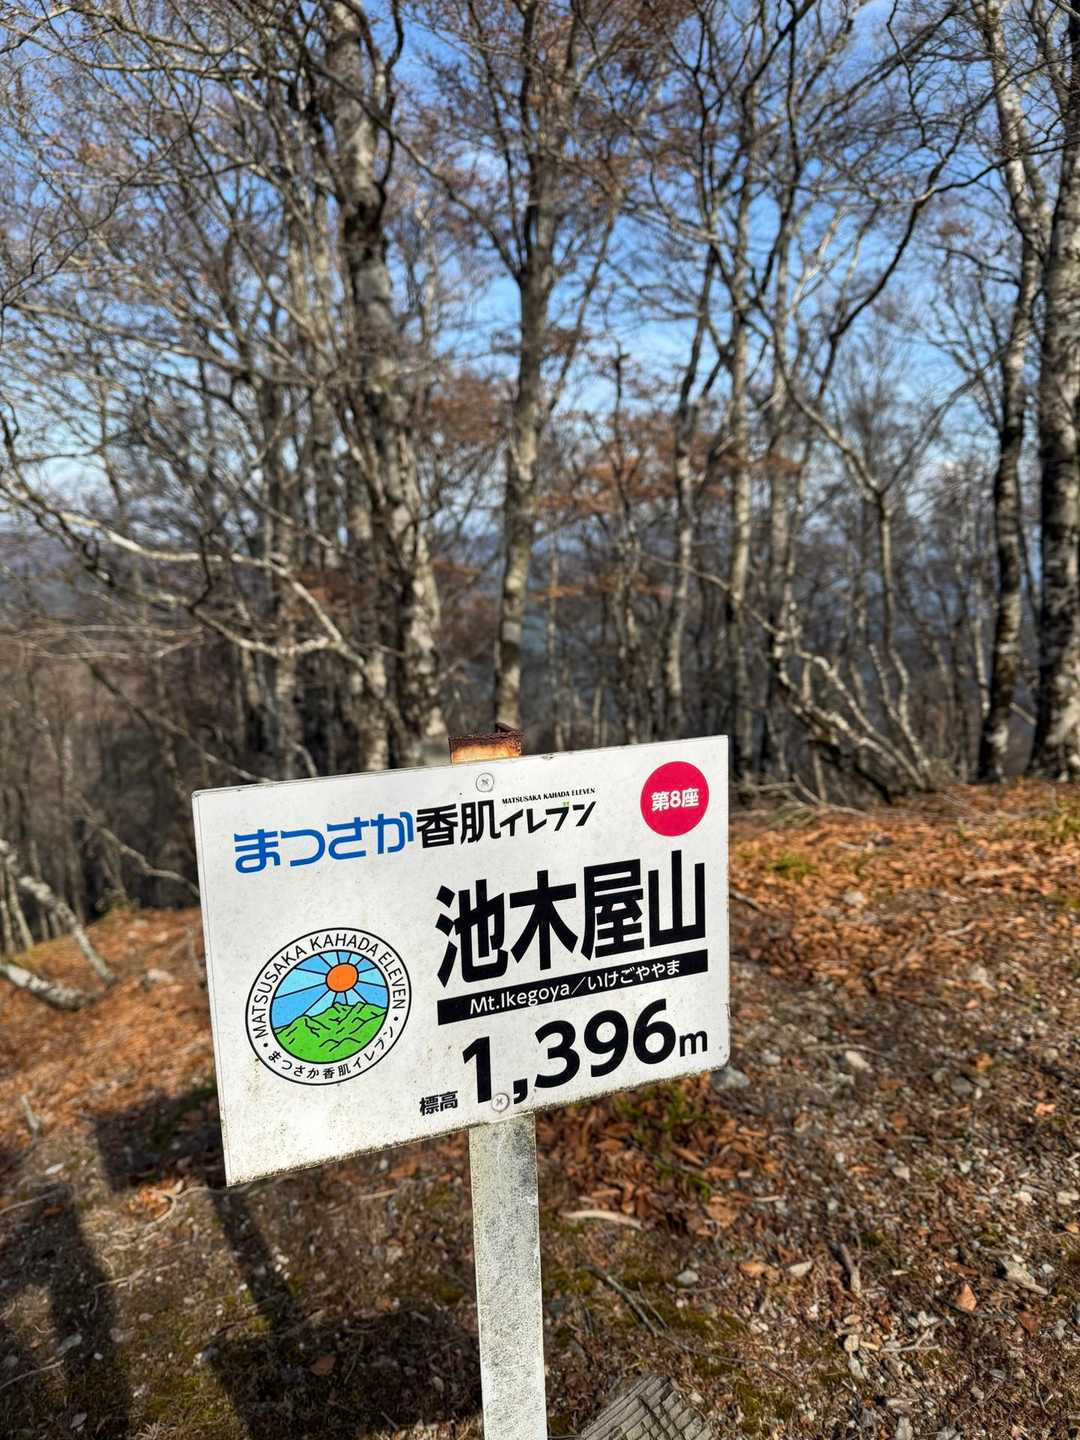 MATSUSAKA KAHADA ELEVEN
まつさか香肌イレブン
第8座
池木屋山
Mt.Ikegoya／いけごややま
標高 1,396m
MATSUSAKA KAHADA ELEVEN
・まつさか香肌イレブン・